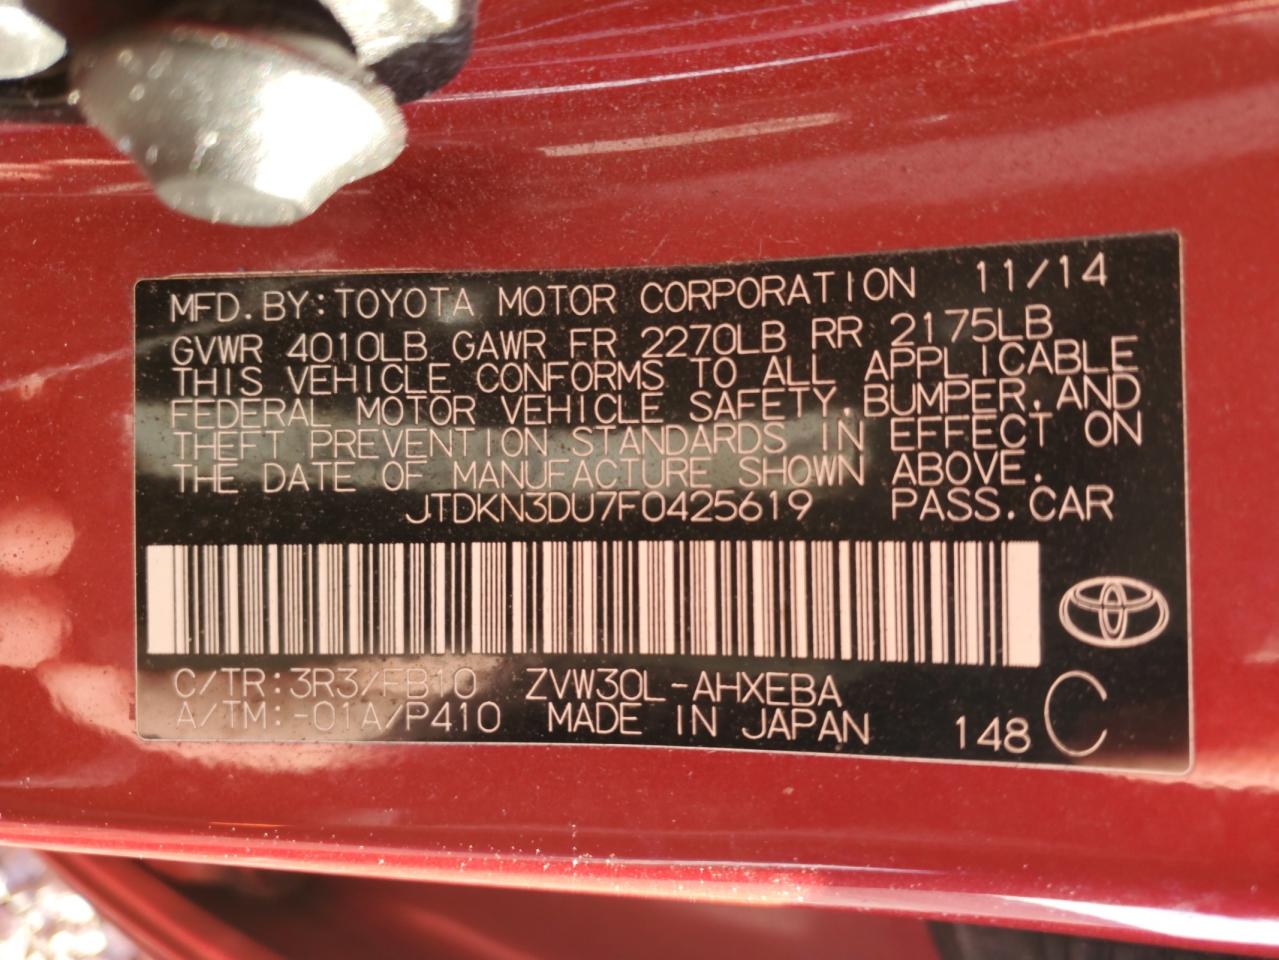 MFD.BY:TOYOTA MOTOR CORPORATION 11/14
GVWR 4010LB GAWR FR 2270LB RR 2175LB
THIS VEHICLE CONFORMS TO ALL APPLICABLE
FEDERAL MOTOR VEHICLE SAFETY,BUMPER,AND
THEFT PREVENTION STANDARDS IN EFFECT ON
THE DATE OF MANUFACTURE SHOWN ABOVE.
JTDKN3DU7F0425619 PASS.CAR
C/TR:3R3/FB10 ZVW30L-AHXEBA
A/TM:-01A/P410 MADE IN JAPAN 148 C